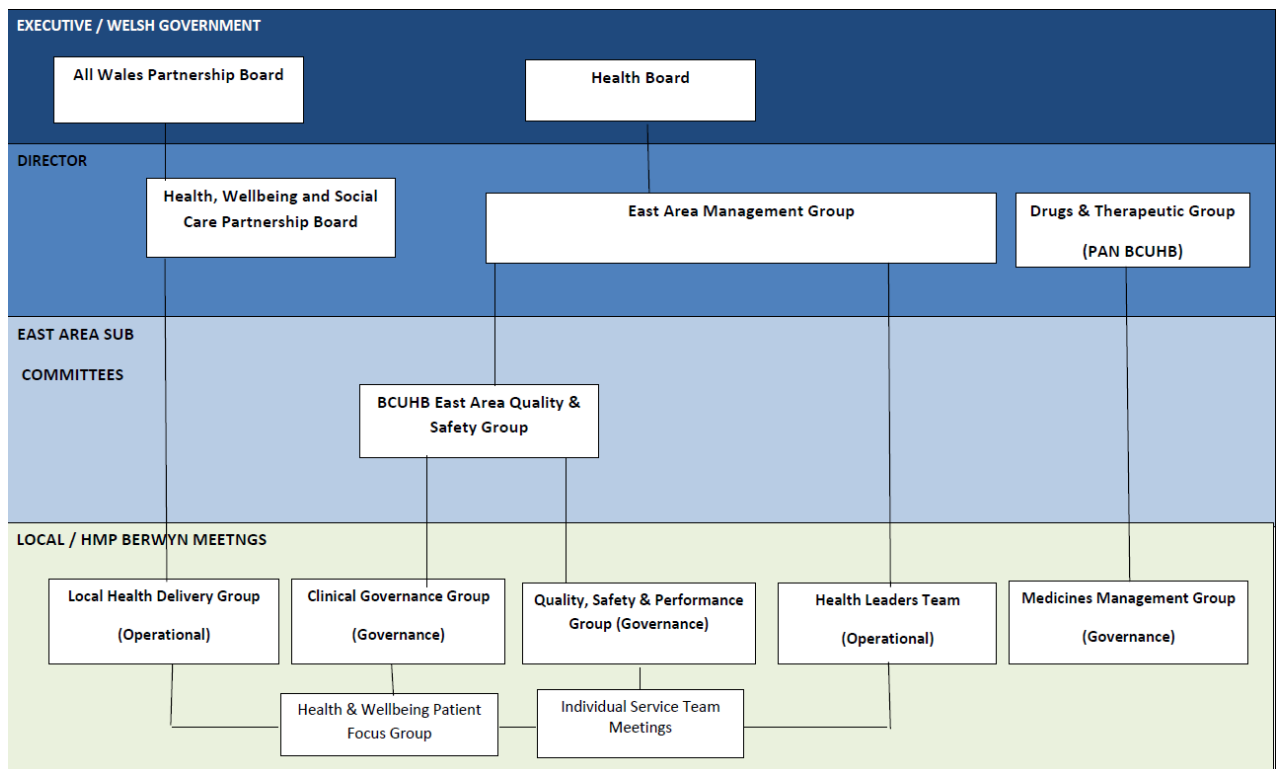 EXECUTIVE / WELSH GOVERNMENT
All Wales Partnership Board
Health Board
DIRECTOR
Health, Wellbeing and Social
Care Partnership Board
East Area Management Group
Drugs & Therapeutic Group
(PAN BCUHB)
EAST AREA SUB
COMMITTEES
BCUHB East Area Quality &
Safety Group
LOCAL / HMP BERWYN MEETNGS
Local Health Delivery Group
(Operational)
Clinical Governance Group
(Governance)
Quality, Safety & Performance
Group (Governance)
Health Leaders Team
(Operational)
Medicines Management Group
(Governance)
Health & Wellbeing Patient
Focus Group
Individual Service Team
Meetings